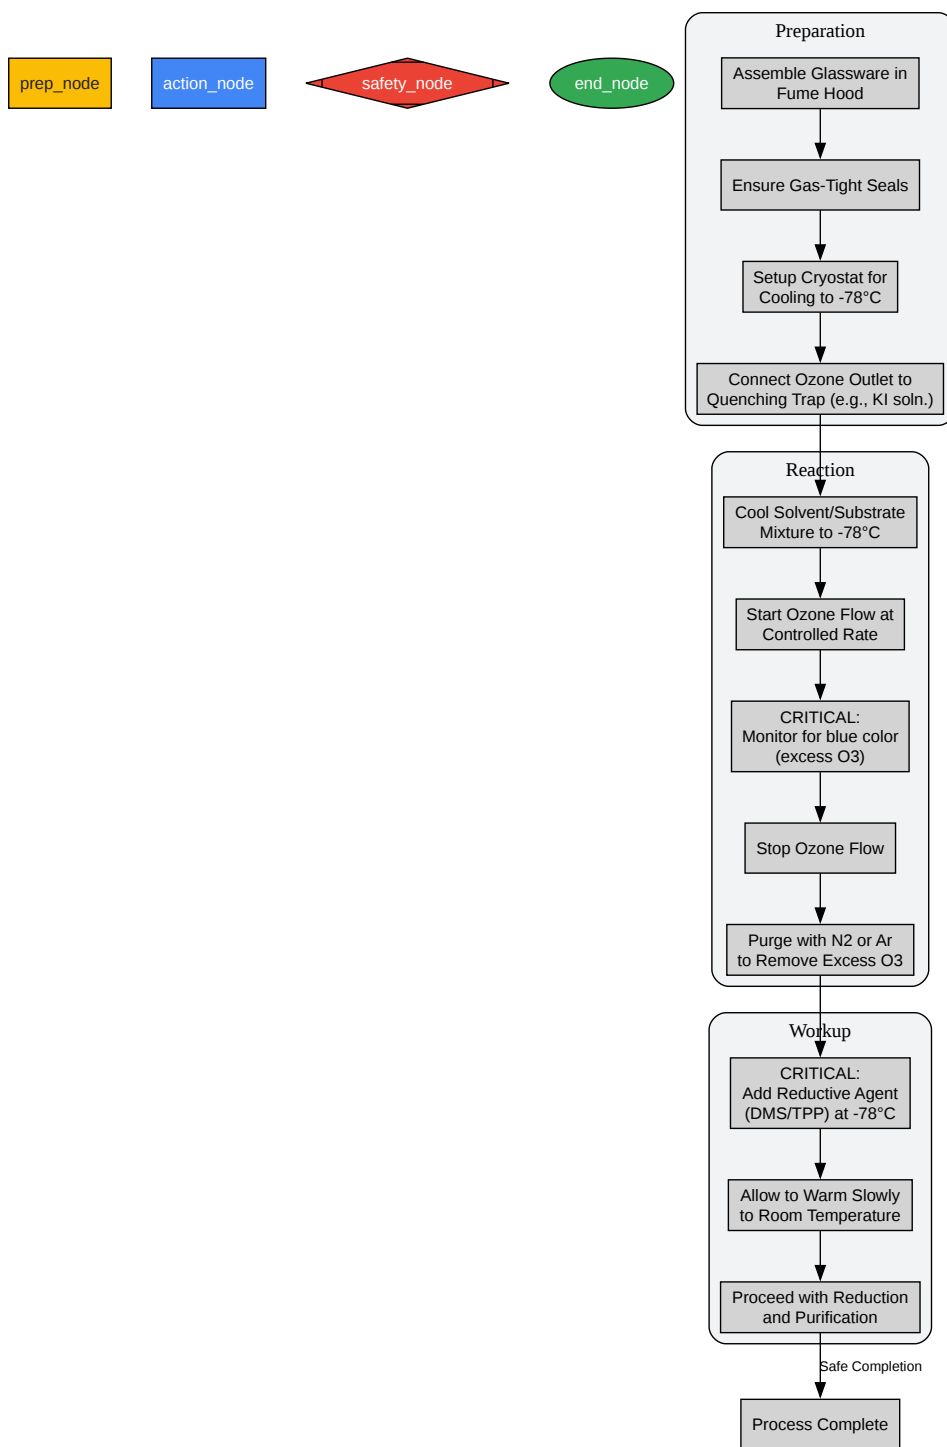 prep_node
action_node
safety_node
end_node
Preparation
Assemble Glassware in
Fume Hood
Ensure Gas-Tight Seals
Setup Cryostat for
Cooling to -78°C
Connect Ozone Outlet to
Quenching Trap (e.g., KI soln.)
Reaction
Cool Solvent/Substrate
Mixture to -78°C
Start Ozone Flow at
Controlled Rate
CRITICAL:
Monitor for blue color
(excess O3)
Stop Ozone Flow
Purge with N2 or Ar
to Remove Excess O3
Workup
CRITICAL:
Add Reductive Agent
(DMS/TPP) at -78°C
Allow to Warm Slowly
to Room Temperature
Proceed with Reduction
and Purification
Safe Completion
Process Complete